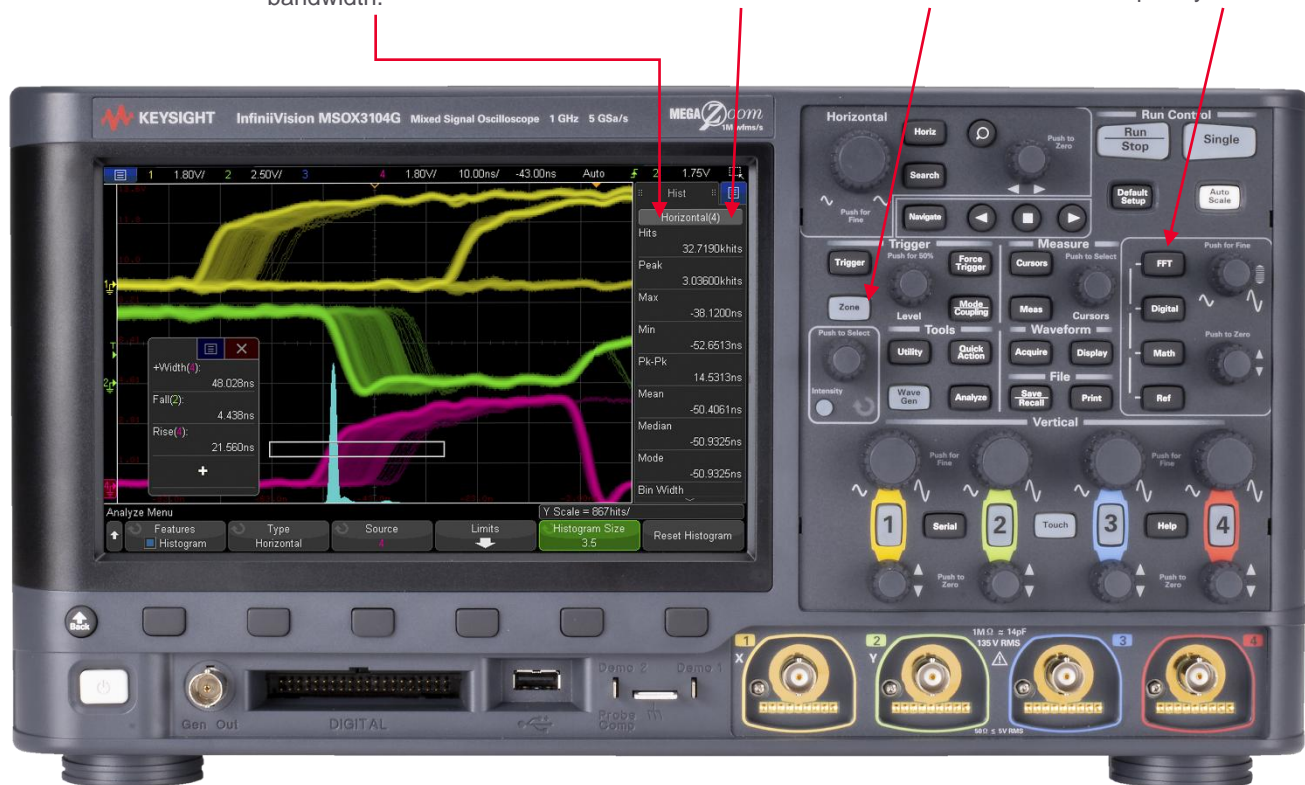 bandwidth.
KEYSIGHT InfiniiVision MSOX3104G Mixed Signal Oscilloscope 1 GHz 5 GSa/s
MEGA Zoom
1M wfms/s
1 1.80V/ 2 2.50V/ 3 4 1.80V/ 10.00ns/ -43.00ns Auto 2 1.75V
Hist
Horizontal(4)
Hits
32.7190khits
Peak
3.03600khits
Max
-38.1200ns
Min
-52.6513ns
Pk-Pk
14.5313ns
Mean
-50.4061ns
Median
-50.9325ns
Mode
-50.9325ns
Bin Width
+Width(4):
48.028ns
Fall(2):
4.438ns
Rise(4):
21.560ns
+
Analyze Menu
Y Scale = 867hits/
Features
Histogram
Type
Horizontal
Source
4
Limits
Histogram Size
3.5
Reset Histogram
Back
Gen Out
DIGITAL
Demo 2
Demo 1
Probe
Comp
Horizontal
Push for
Fine
Horiz
Search
Navigate
Push to
Zero
Run Control
Run
Stop
Single
Default
Setup
Auto
Scale
Trigger
Trigger
Push for 50%
Force
Trigger
Zone
Level
Mode
Coupling
Measure
Cursors
Push to Select
Meas
Cursors
Push to Select
Intensity
Tools
Utility
Quick
Action
Wave
Gen
Analyze
Waveform
Acquire
Display
File
Save
Recall
Print
FFT
Push for Fine
Digital
Push to Zero
Math
Ref
Vertical
Push for
Fine
Push for
Fine
1
Serial
2
Touch
3
Help
4
Push to
Zero
Push to
Zero
1
X
2
Y
1MΩ ≅ 14pF
135 V RMS
3
4
50Ω ≤ 5V RMS